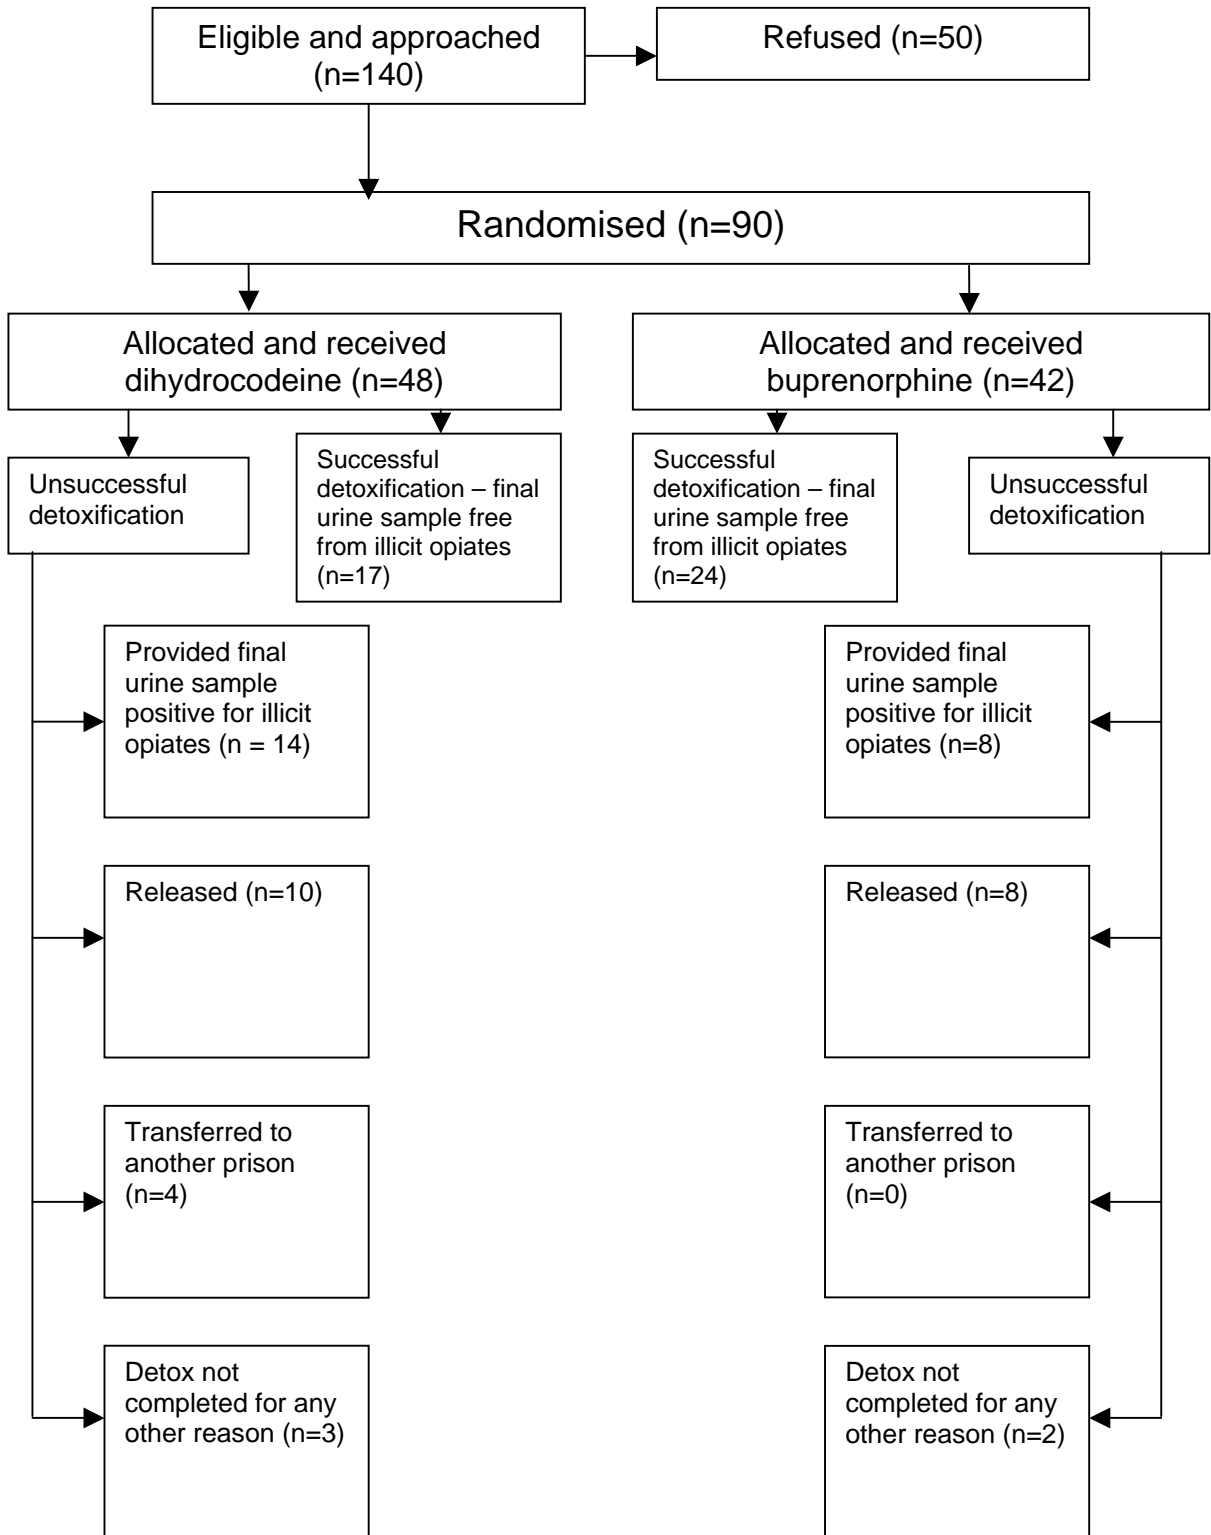 Eligible and approached
(n=140)
Refused (n=50)
Randomised (n=90)
Allocated and received
dihydrocodeine (n=48)
Allocated and received
buprenorphine (n=42)
Unsuccessful
detoxification
Successful
detoxification – final
urine sample free
from illicit opiates
(n=17)
Successful
detoxification – final
urine sample free
from illicit opiates
(n=24)
Unsuccessful
detoxification
Provided final
urine sample
positive for illicit
opiates (n = 14)
Provided final
urine sample
positive for illicit
opiates (n=8)
Released (n=10)
Released (n=8)
Transferred to
another prison
(n=4)
Transferred to
another prison
(n=0)
Detox not
completed for any
other reason (n=3)
Detox not
completed for any
other reason (n=2)